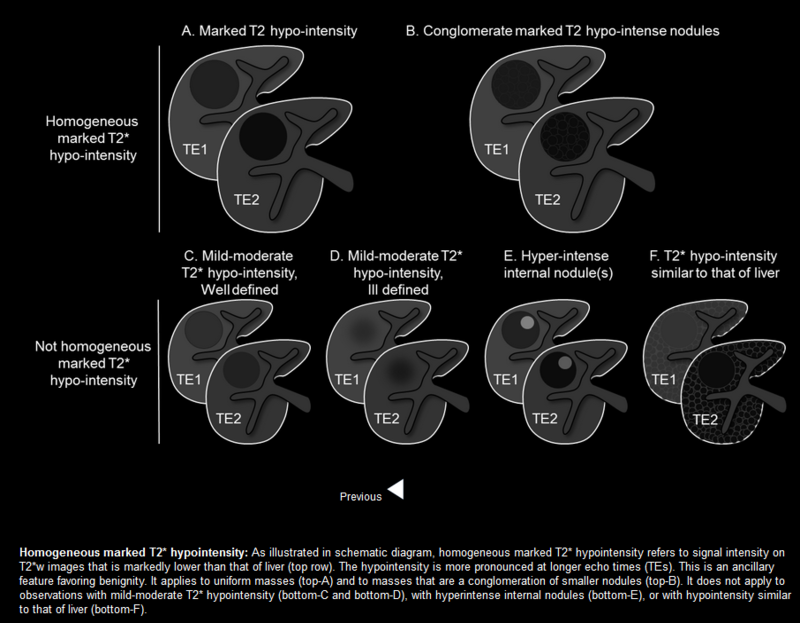 A. Marked T2 hypo-intensity
B. Conglomerate marked T2 hypo-intense nodules
Homogeneous
marked T2*
hypo-intensity
TE1
TE2
TE1
TE2
C. Mild-moderate
T2* hypo-intensity,
Well defined
D. Mild-moderate T2*
hypo-intensity,
Ill defined
E. Hyper-intense
internal nodule(s)
F. T2* hypo-intensity
similar to that of liver
Not homogeneous
marked T2*
hypo-intensity
TE1
TE2
TE1
TE2
TE1
TE2
TE1
TE2
Previous
Homogeneous marked T2* hypointensity: As illustrated in schematic diagram, homogeneous marked T2* hypointensity refers to signal intensity on
T2*w images that is markedly lower than that of liver (top row). The hypointensity is more pronounced at longer echo times (TEs). This is an ancillary
feature favoring benignity. It applies to uniform masses (top-A) and to masses that are a conglomeration of smaller nodules (top-B). It does not apply to
observations with mild-moderate T2* hypointensity (bottom-C and bottom-D), with hyperintense internal nodules (bottom-E), or with hypointensity similar
to that of liver (bottom-F).